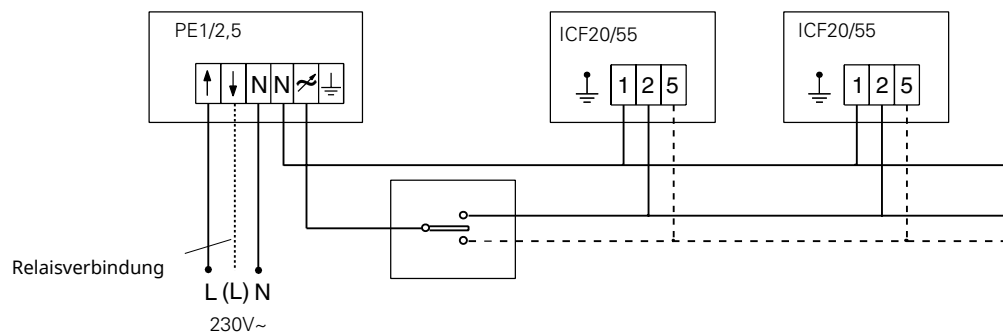 PE1/2,5
ICF20/55
ICF20/55
N N
1 2 5
1 2 5
Relaisverbindung
L (L) N
230V~